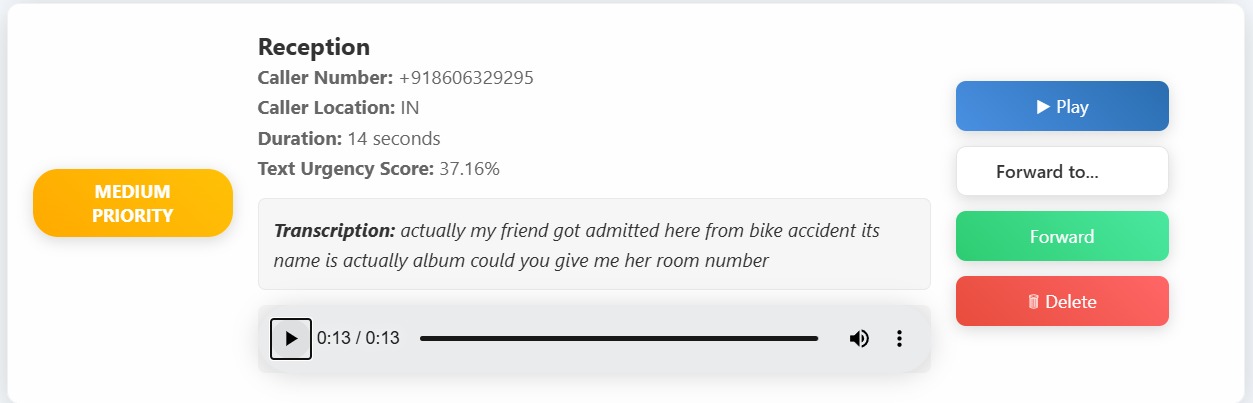 MEDIUM
PRIORITY
Reception
Caller Number: +918606329295
Caller Location: IN
Duration: 14 seconds
Text Urgency Score: 37.16%
Transcription: actually my friend got admitted here from bike accident its
name is actually album could you give me her room number
0:13 / 0:13
Play
Forward to...
Forward
Delete